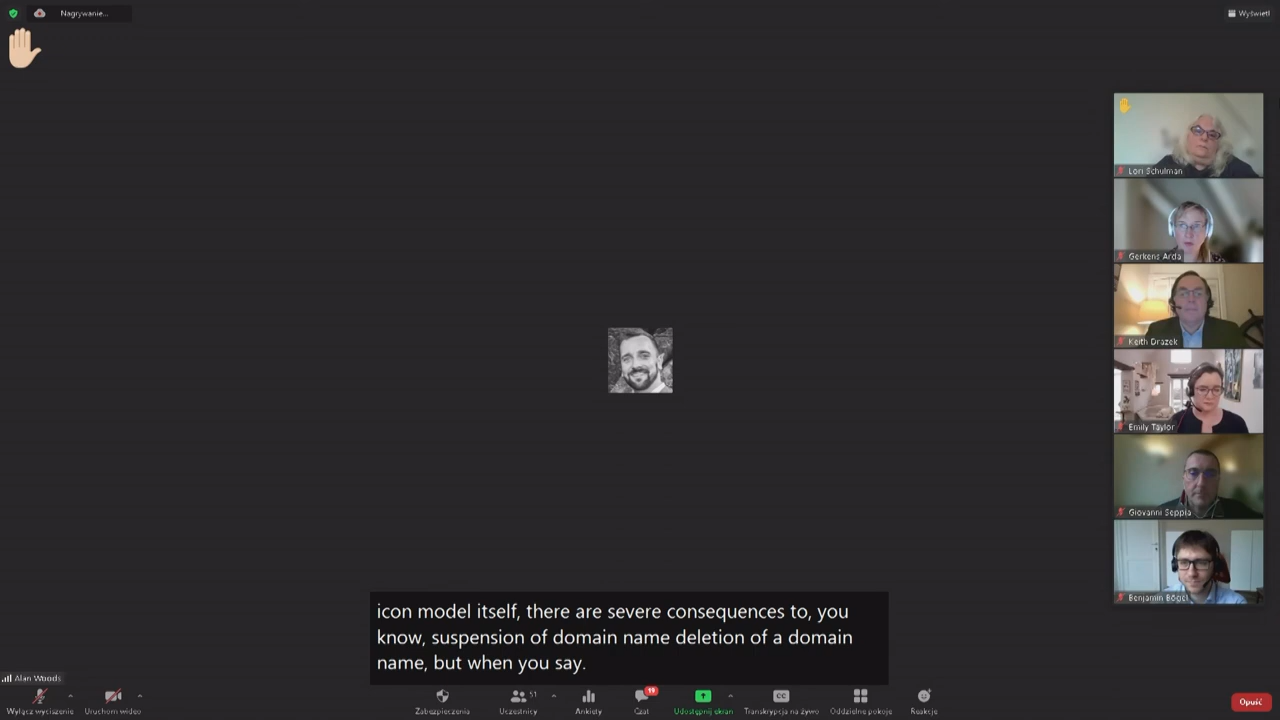 Nagrywanie...
Wyświetl
Lori Schulman
Gerkens Arda
Keith Drazek
Emily Taylor
Giovanni Seppia
Benjamin Bögel
icon model itself, there are severe consequences to, you
know, suspension of domain name deletion of a domain
name, but when you say.
Alan Woods
Wyłącz wyciszenie
Uruchom wideo
Zabezpieczenia
51
Uczestnicy
Ankiety
19
Czat
Udostępnij ekran
CC
Transkrypcja na żywo
Oddzielne pokoje
Reakcje
Opuść